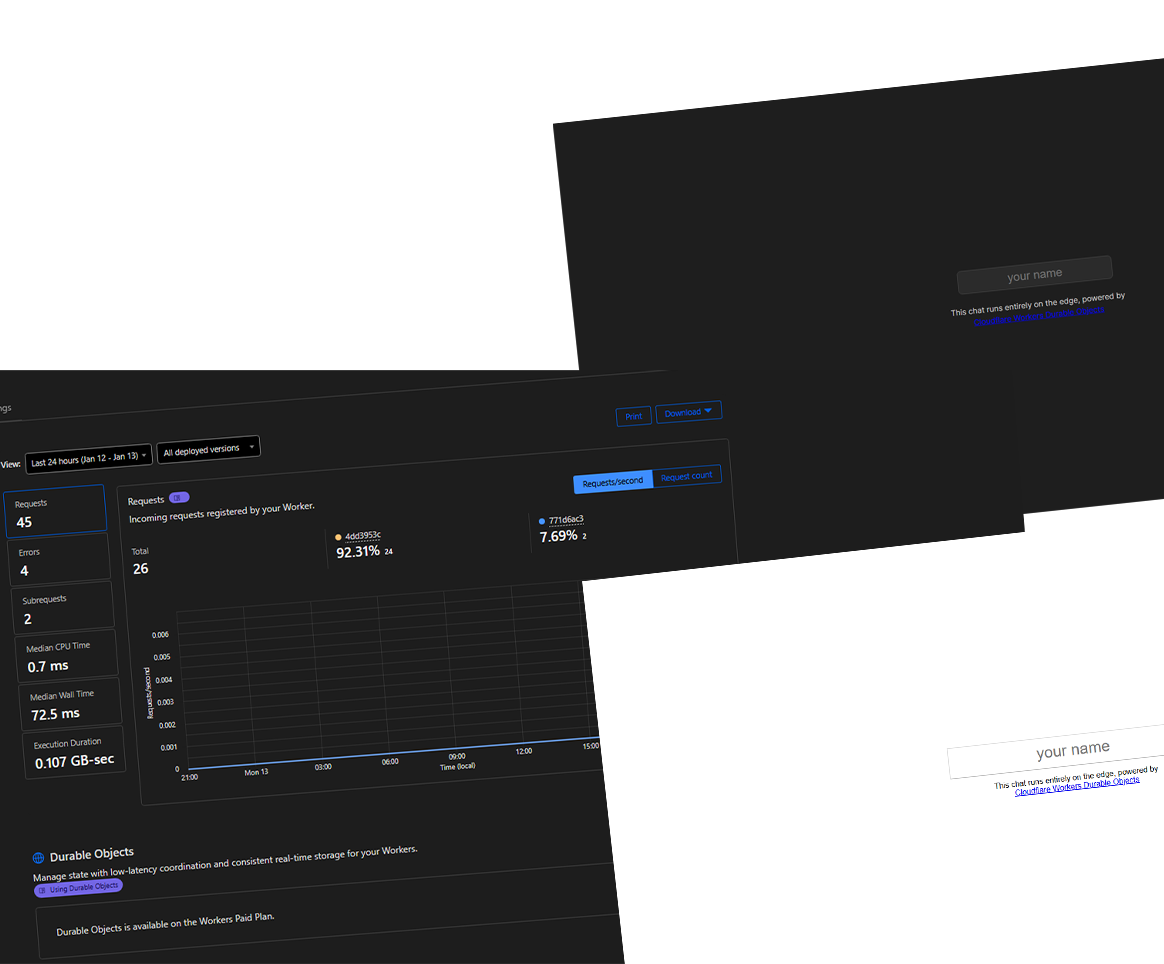 your name
This chat runs entirely on the edge, powered by
Cloudflare Workers Durable Objects
ngs
Print
Download
View:
Last 24 hours (Jan 12 - Jan 13)
All deployed versions
Requests
45
Errors
4
Subrequests
2
Median CPU Time
0.7 ms
Median Wall Time
72.5 ms
Execution Duration
0.107 GB-sec
Requests
Requests/second
Request count
Incoming requests registered by your Worker.
Total
26
4dd3953c
92.31% 24
771d6ac3
7.69% 2
Requests/second
0.006
0.005
0.004
0.003
0.002
0.001
0
21:00
Mon 13
03:00
06:00
09:00
12:00
15:00
Time (local)
your name
This chat runs entirely on the edge, powered by
Cloudflare Workers Durable Objects
Durable Objects
Manage state with low-latency coordination and consistent real-time storage for your Workers.
Using Durable Objects
Durable Objects is available on the Workers Paid Plan.